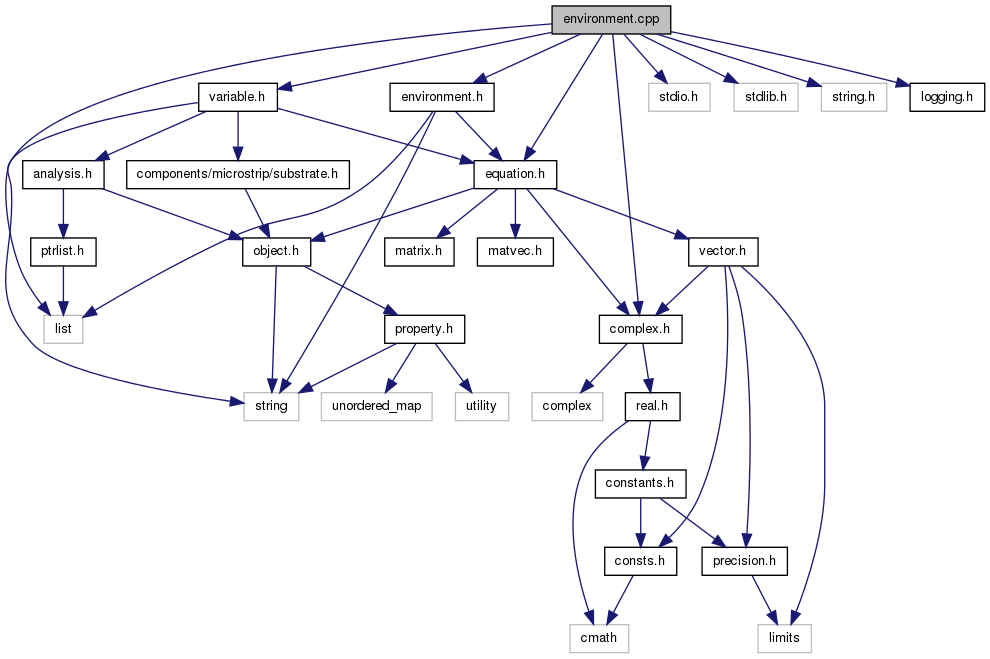 environment.cpp
variable.h
environment.h
stdio.h
stdlib.h
string.h
logging.h
analysis.h
components/microstrip/substrate.h
equation.h
ptrlist.h
object.h
matrix.h
matvec.h
vector.h
list
property.h
complex.h
string
unordered_map
utility
complex
real.h
constants.h
consts.h
precision.h
cmath
limits